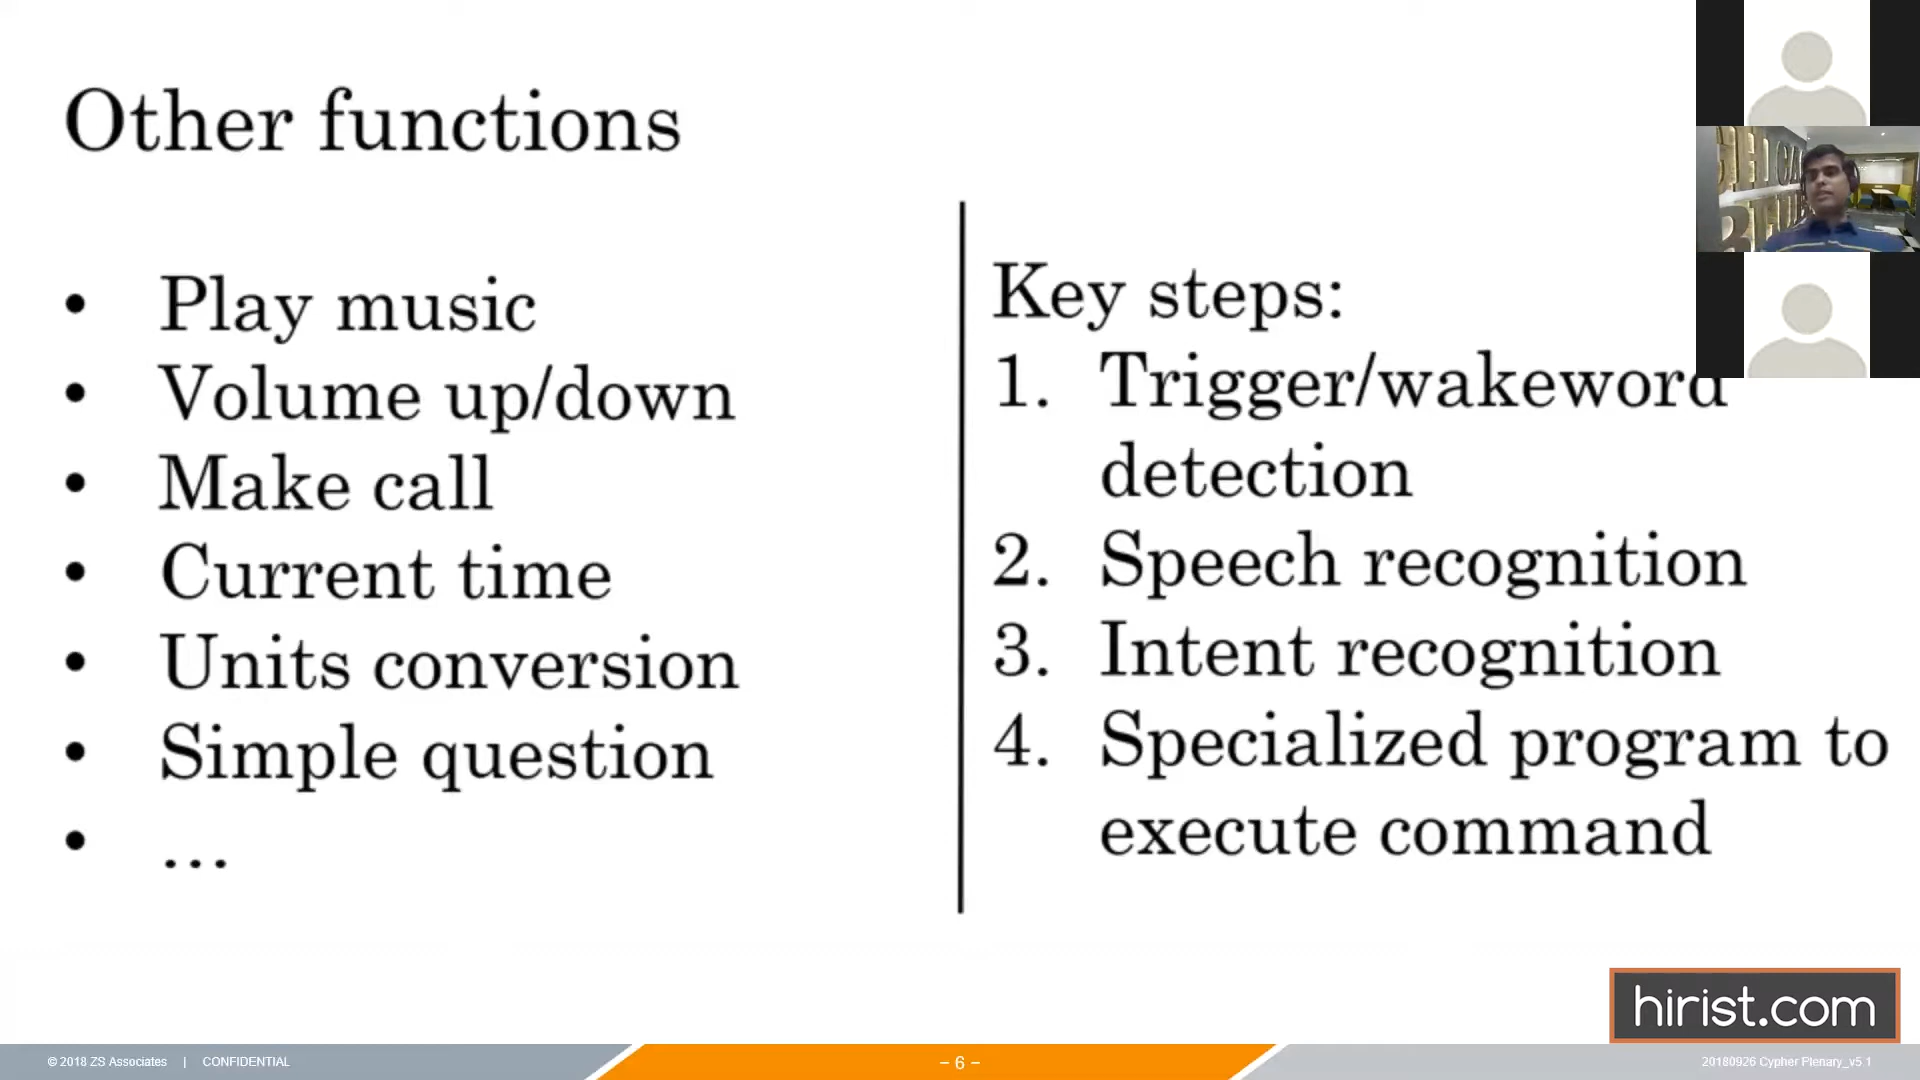 Other functions
• Play music
• Volume up/down
• Make call
• Current time
• Units conversion
• Simple question
• ...
Key steps:
1. Trigger/wakeword
detection
2. Speech recognition
3. Intent recognition
4. Specialized program to
execute command
hirist.com
© 2018 ZS Associates | CONFIDENTIAL
– 6 –
20180926 Cypher Plenary_v5 1